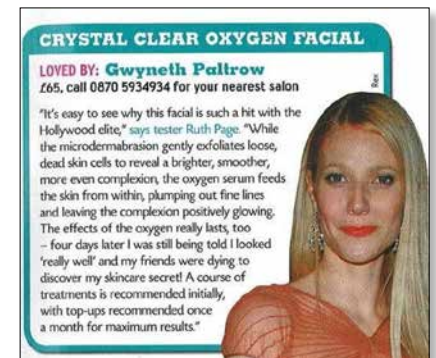 CRYSTAL CLEAR OXYGEN FACIAL
LOVED BY: Gwyneth Paltrow
£65, call 0870 5934934 for your nearest salon
Rex
"It's easy to see why this facial is such a hit with the
Hollywood elite," says tester Ruth Page. "While
the microdermabrasion gently exfoliates loose,
dead skin cells to reveal a brighter, smoother,
more even complexion, the oxygen serum feeds
the skin from within, plumping out fine lines
and leaving the complexion positively glowing.
The effects of the oxygen really lasts, too
– four days later I was still being told I looked
'really well' and my friends were dying to
discover my skincare secret! A course of
treatments is recommended initially,
with top-ups recommended once
a month for maximum results."